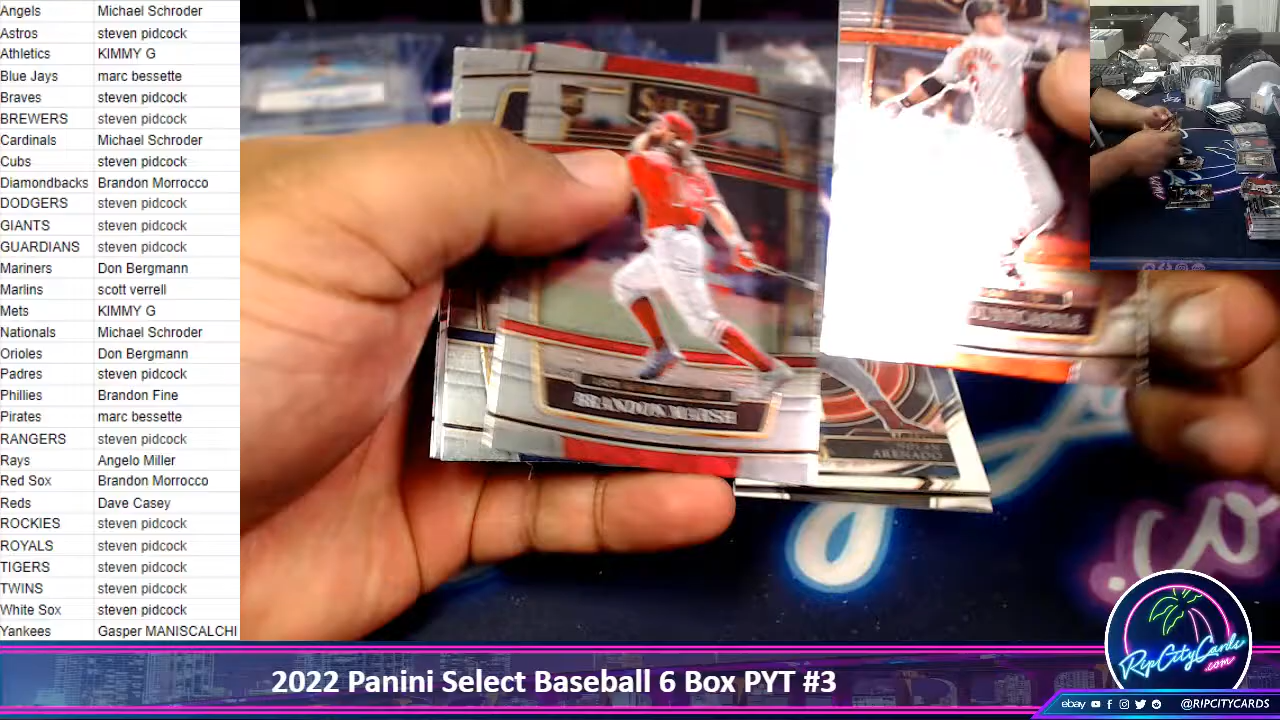 Angels Michael Schroder
Astros steven pidcock
Athletics KIMMY G
Blue Jays marc bessette
Braves steven pidcock
BREWERS steven pidcock
Cardinals Michael Schroder
Cubs steven pidcock
Diamondbacks Brandon Morrocco
DODGERS steven pidcock
GIANTS steven pidcock
GUARDIANS steven pidcock
Mariners Don Bergmann
Marlins scott verrell
Mets KIMMY G
Nationals Michael Schroder
Orioles Don Bergmann
Padres steven pidcock
Phillies Brandon Fine
Pirates marc bessette
RANGERS steven pidcock
Rays Angelo Miller
Red Sox Brandon Morrocco
Reds Dave Casey
ROCKIES steven pidcock
ROYALS steven pidcock
TIGERS steven pidcock
TWINS steven pidcock
White Sox steven pidcock
Yankees Gasper MANISCALCHI
SELECT
BRANDON MARSH
ARENADO
.co
RipCityCards
.com
2022 Panini Select Baseball 6 Box PYT #3
ebay @RIPCITYCARDS